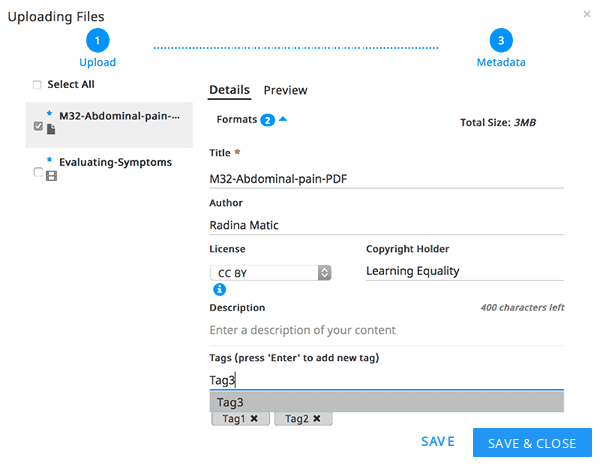 Uploading Files
×
1
3
Upload
Metadata
Select All
M32-Abdominal-pain-...
Evaluating-Symptoms
Details Preview
Formats 2
Total Size: 3MB
Title *
M32-Abdominal-pain-PDF
Author
Radina Matic
License
Copyright Holder
CC BY
Learning Equality
i
Description
400 characters left
Enter a description of your content
Tags (press 'Enter' to add new tag)
Tag3
Tag3
Tag1 ✖ Tag2 ✖
SAVE
SAVE & CLOSE